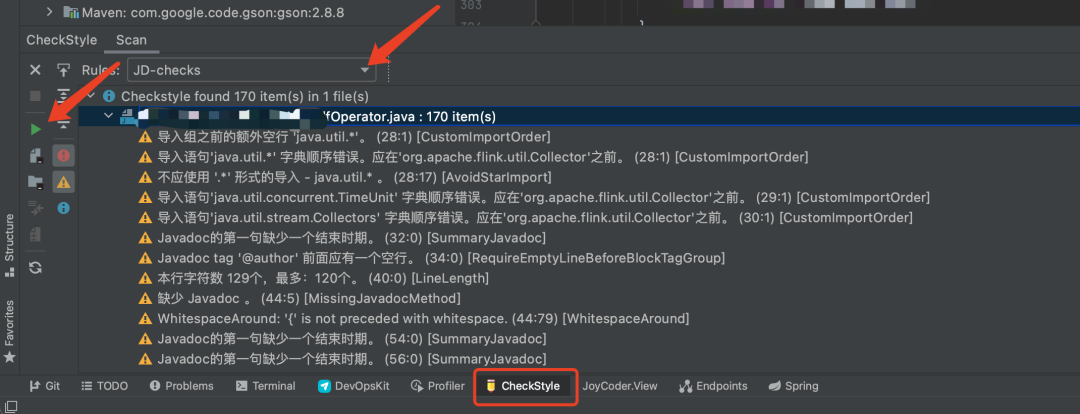 Maven: com.google.code.gson:gson:2.8.8
303
CheckStyle Scan
Rules: JD-checks
Checkstyle found 170 item(s) in 1 file(s)
lfOperator.java : 170 item(s)
导入组之前的额外空行 'java.util.*'。 (28:1) [CustomImportOrder]
导入语句'java.util.*' 字典顺序错误。应在'org.apache.flink.util.Collector'之前。 (28:1) [CustomImportOrder]
不应使用 '.*' 形式的导入 - java.util.* 。 (28:17) [AvoidStarImport]
导入语句'java.util.concurrent.TimeUnit' 字典顺序错误。应在'org.apache.flink.util.Collector'之前。 (29:1) [CustomImportOrder]
导入语句'java.util.stream.Collectors' 字典顺序错误。应在'org.apache.flink.util.Collector'之前。 (30:1) [CustomImportOrder]
Javadoc的第一句缺少一个结束时期。 (32:0) [SummaryJavadoc]
Javadoc tag '@author' 前面应有一个空行。 (34:0) [RequireEmptyLineBeforeBlockTagGroup]
本行字符数 129个，最多：120个。 (40:0) [LineLength]
缺少 Javadoc 。 (44:5) [MissingJavadocMethod]
WhitespaceAround: '{' is not preceded with whitespace. (44:79) [WhitespaceAround]
Javadoc的第一句缺少一个结束时期。 (54:0) [SummaryJavadoc]
Javadoc的第一句缺少一个结束时期。 (56:0) [SummaryJavadoc]
Structure
Favorites
Git TODO Problems Terminal DevOpsKit Profiler CheckStyle JoyCoder.View Endpoints Spring